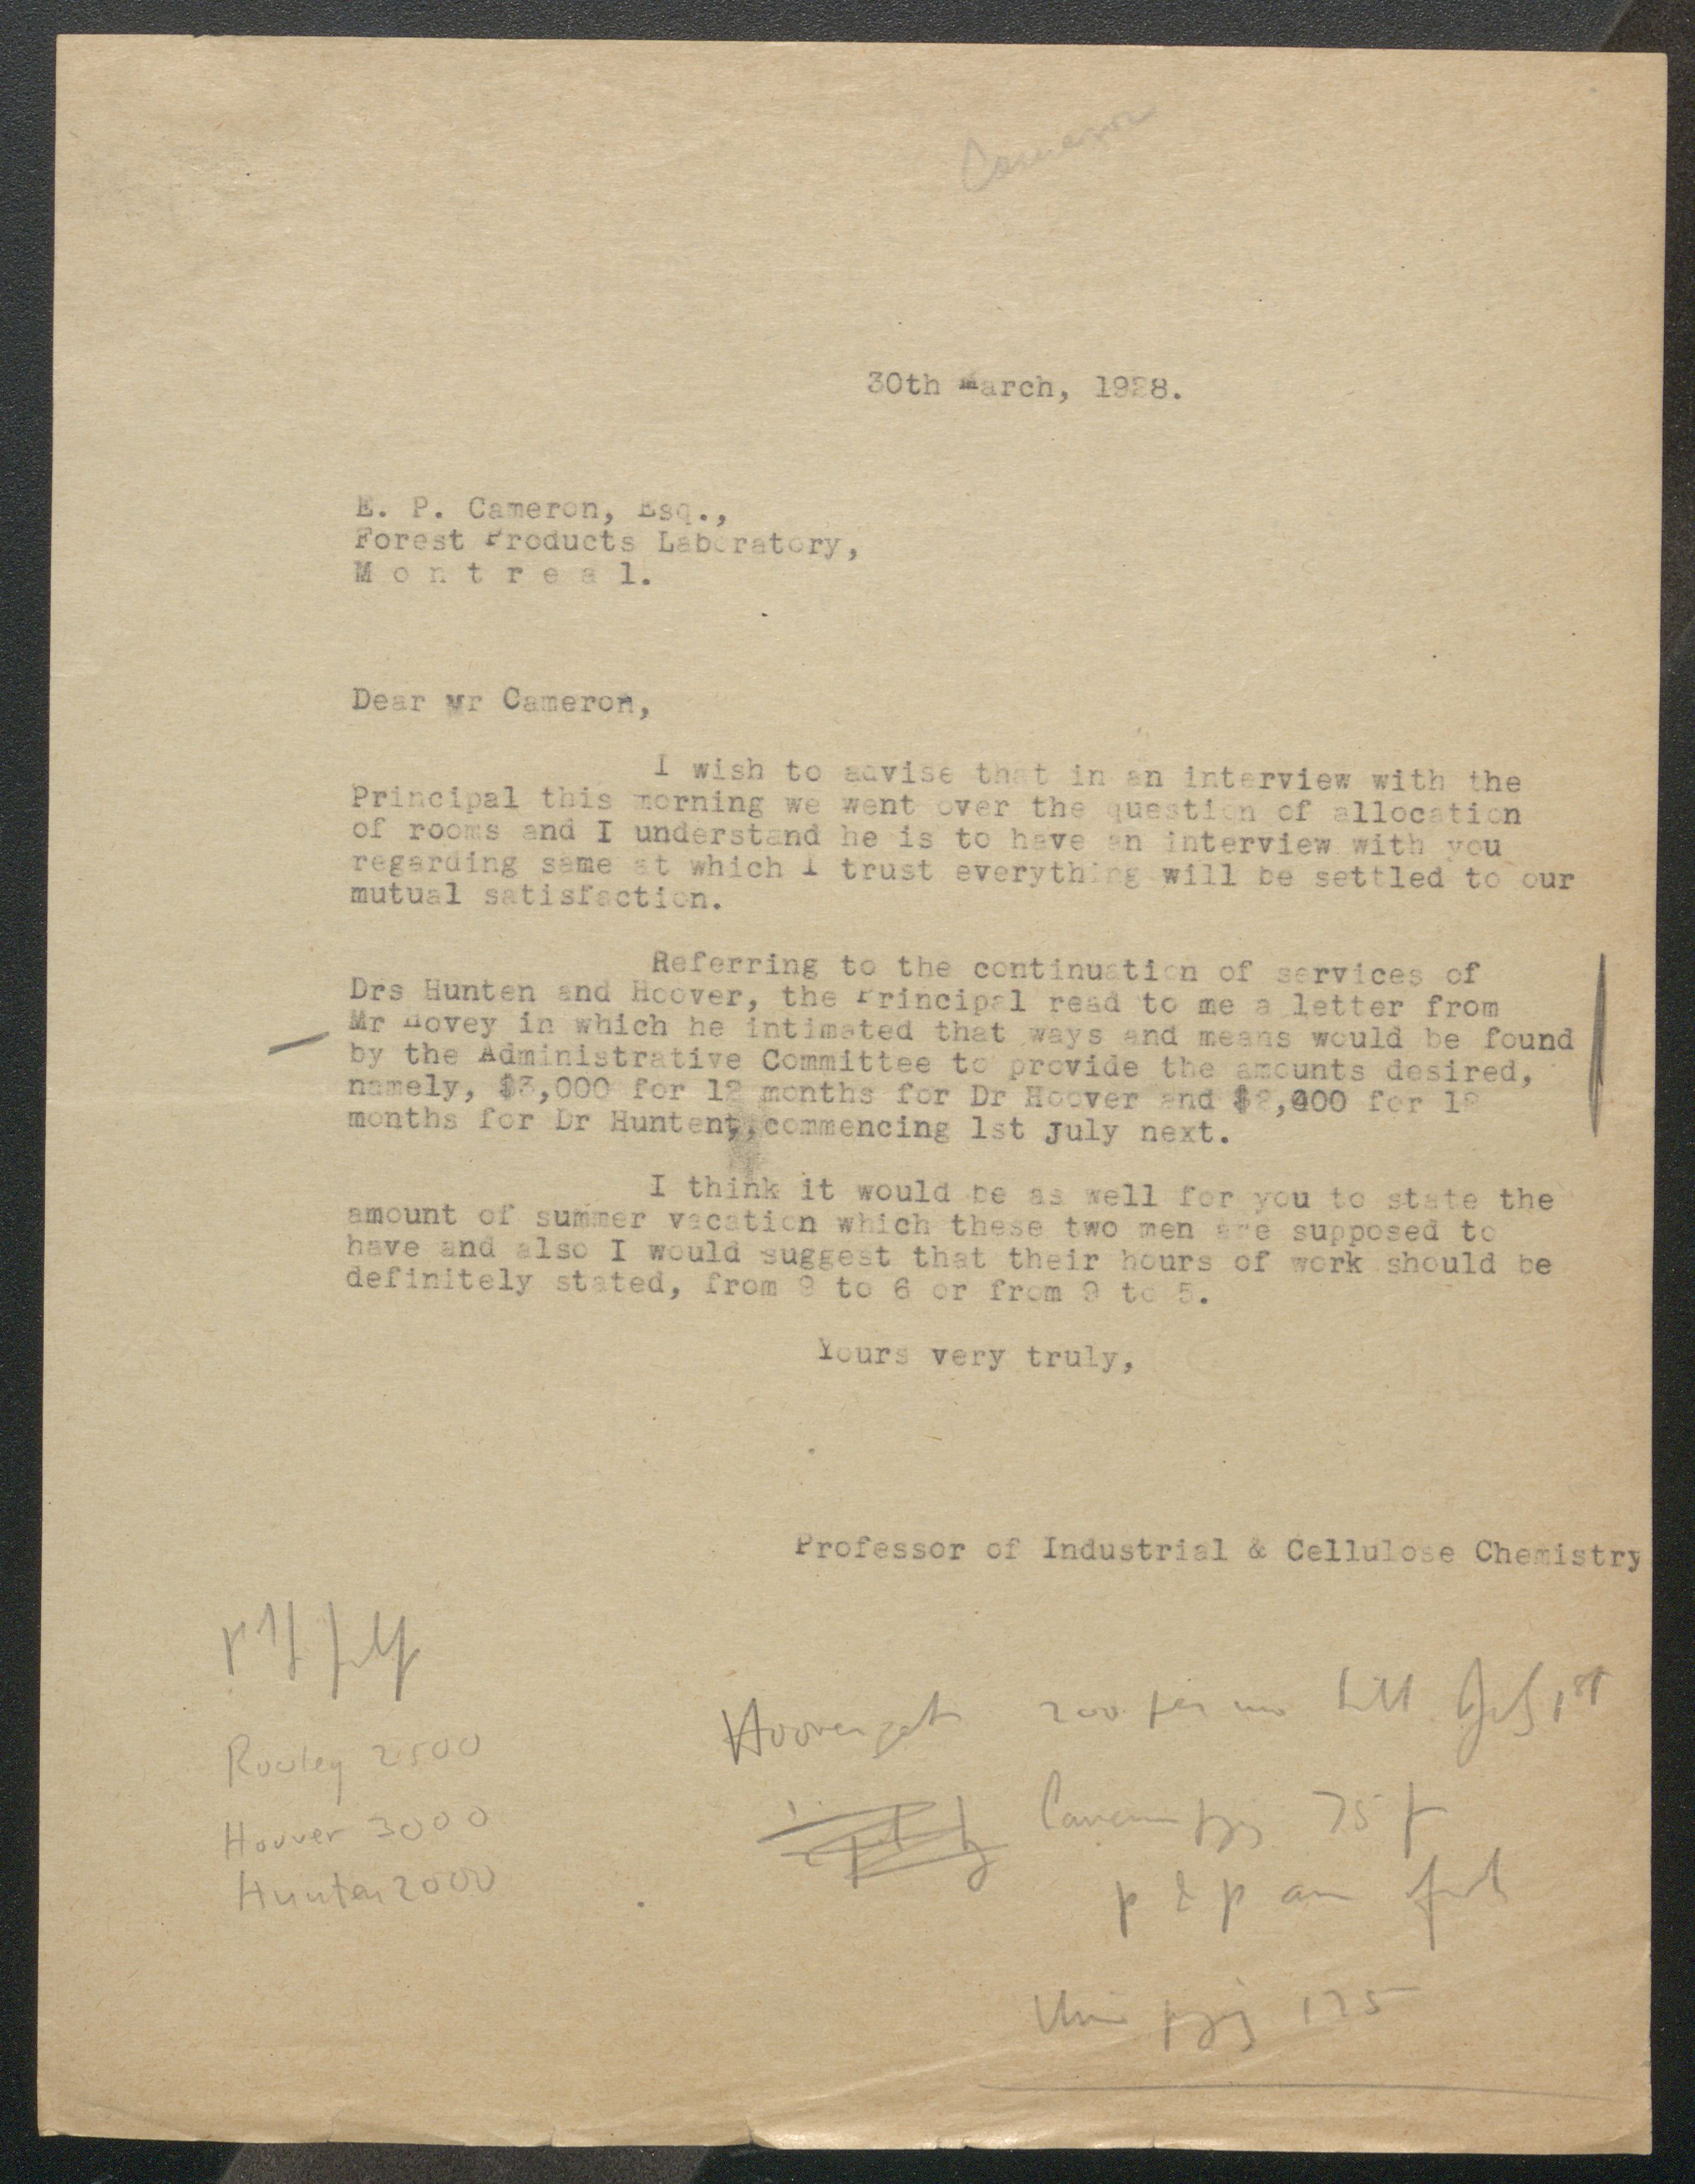 Cameron
30th March, 1928.
E. P. Cameron, Esq.,
Forest Products Laboratory,
M o n t r e a l.
Dear Mr Cameron,
I wish to advise that in an interview with the
Principal this morning we went over the question of allocation
of rooms and I understand he is to have an interview with you
regarding same at which I trust everything will be settled to our
mutual satisfaction.
Referring to the continuation of services of
Drs Hunten and Hoover, the Principal read to me a letter from
Mr Hovey in which he intimated that ways and means would be found
by the Administrative Committee to provide the amounts desired,
namely, $3,000 for 12 months for Dr Hoover and $2,000 for 12
months for Dr Hunten, commencing 1st July next.
I think it would be as well for you to state the
amount of summer vacation which these two men are supposed to
have and also I would suggest that their hours of work should be
definitely stated, from 9 to 6 or from 9 to 5.
Yours very truly,
Professor of Industrial & Cellulose Chemistry
Hoover gets 200 per mo till July 1st
Rowley 2500
Hoover 3000
Hunten 2000
Cameron 75
p & p
175